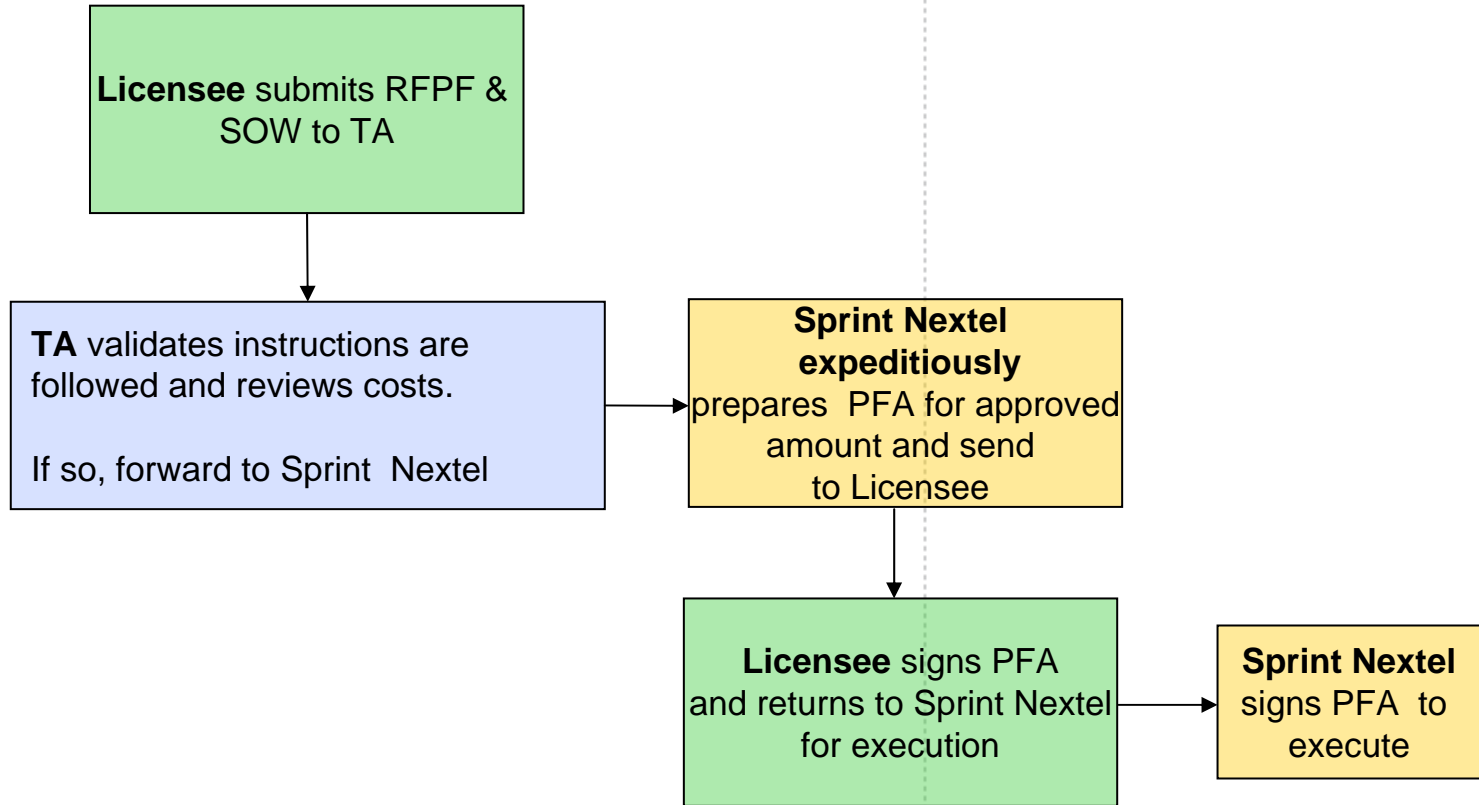 Licensee submits RFPF &
SOW to TA
TA validates instructions are
followed and reviews costs.
If so, forward to Sprint Nextel
Sprint Nextel
expeditiously
prepares PFA for approved
amount and send
to Licensee
Licensee signs PFA
and returns to Sprint Nextel
for execution
Sprint Nextel
signs PFA to
execute